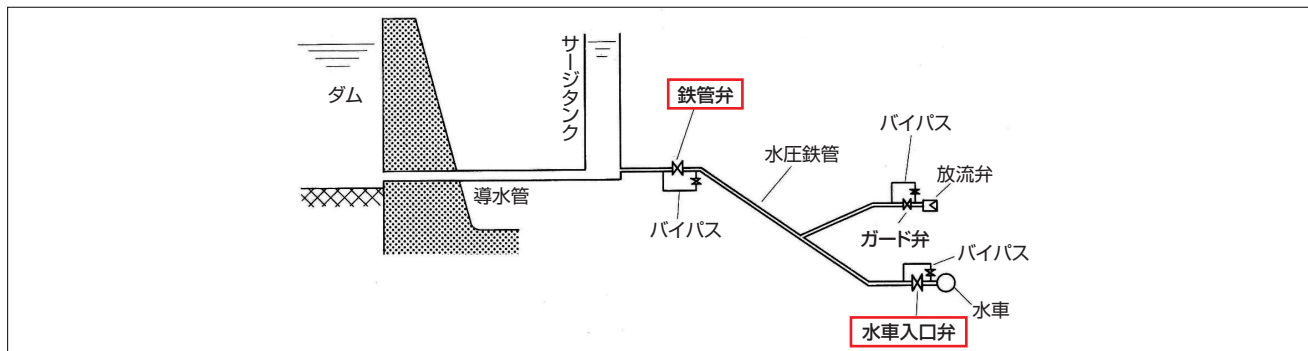 ダム
サージタンク
鉄管弁
導水管
バイパス
水圧鉄管
バイパス
放流弁
ガード弁
バイパス
水車
水車入口弁